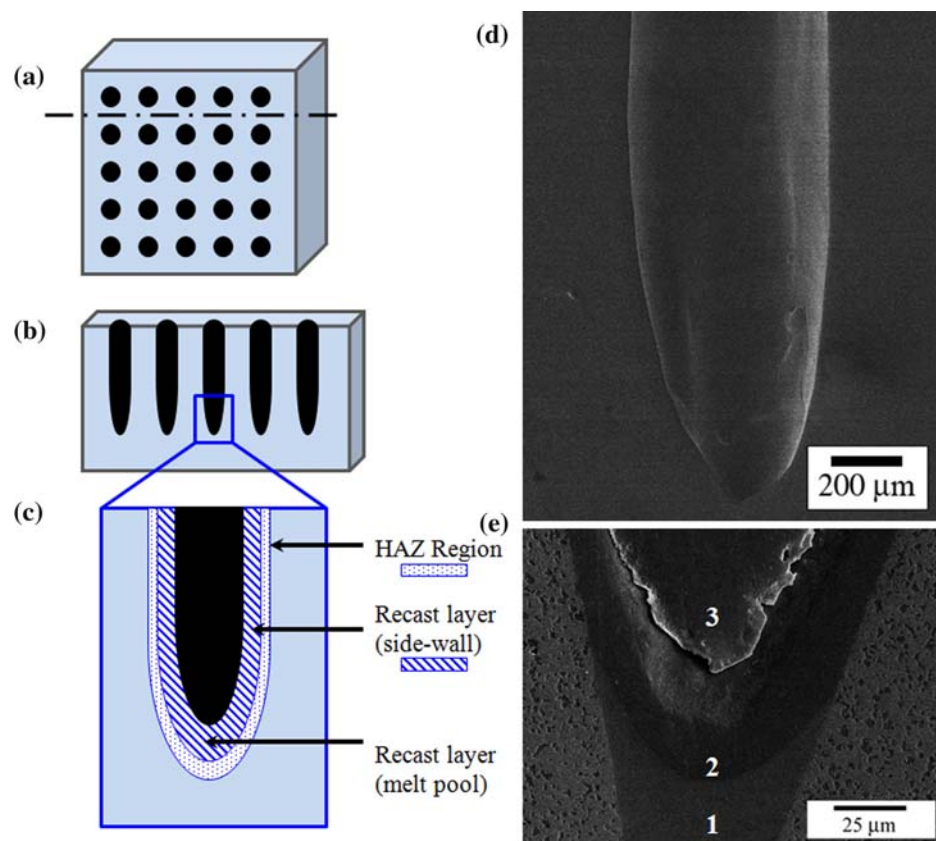 (a)
(b)
(c)
HAZ Region
Recast layer
(side-wall)
Recast layer
(melt pool)
(d)
200 µm
(e)
3
2
1
25 µm